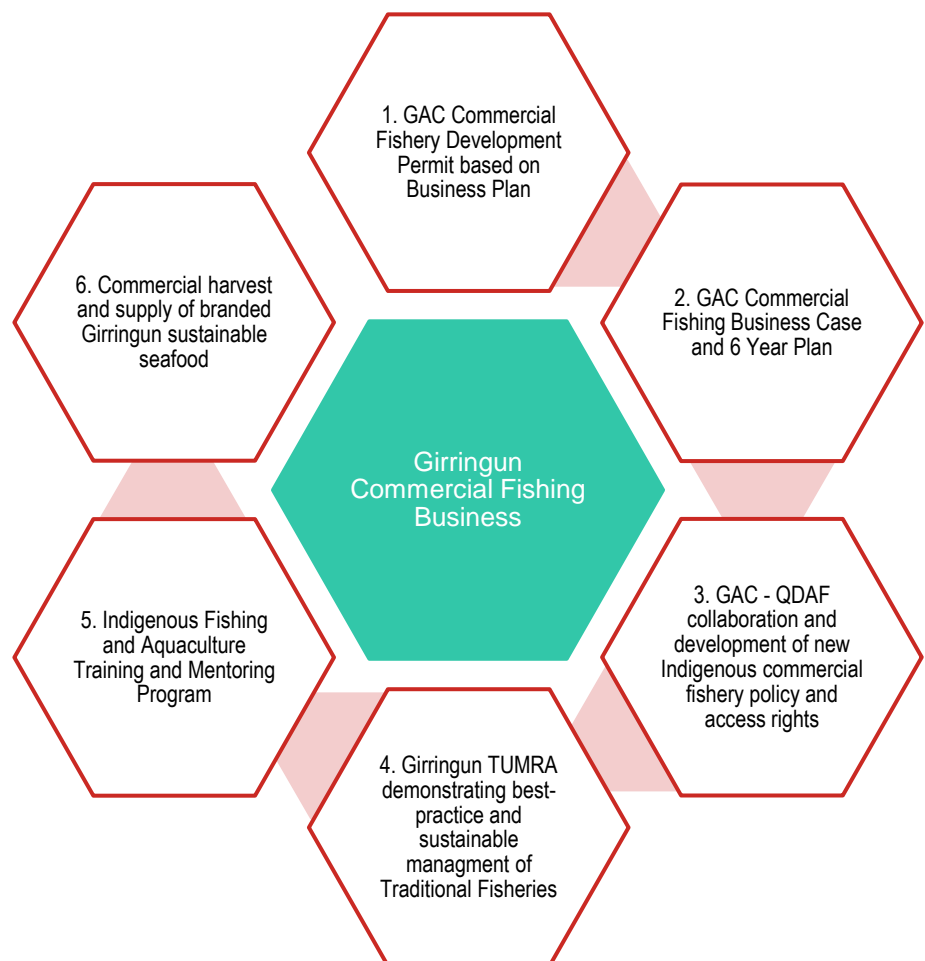 1. GAC Commercial
Fishery Development
Permit based on
Business Plan
2. GAC Commercial
Fishing Business Case
and 6 Year Plan
3. GAC - QDAF
collaboration and
development of new
Indigenous commercial
fishery policy and
access rights
4. Girringun TUMRA
demonstrating best-
practice and
sustainable
managment of
Traditional Fisheries
5. Indigenous Fishing
and Aquaculture
Training and Mentoring
Program
6. Commercial harvest
and supply of branded
Girringun sustainable
seafood
Girringun
Commercial Fishing
Business